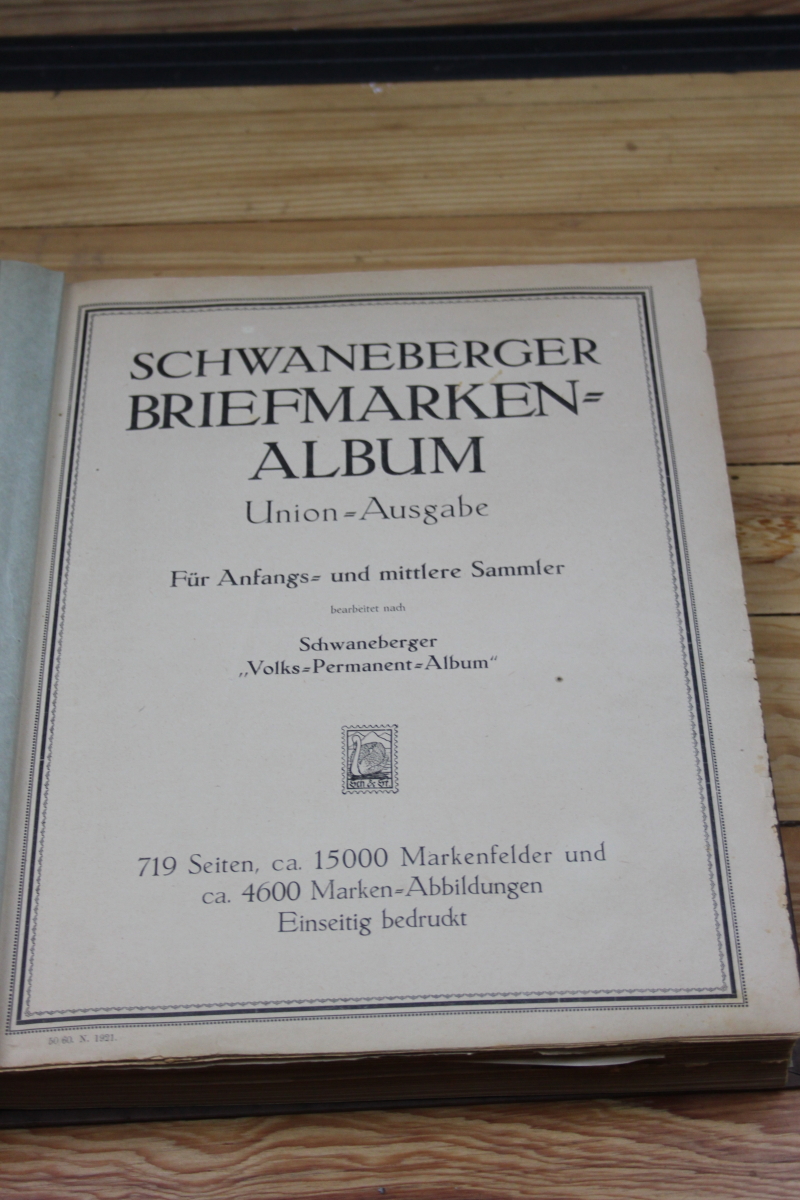 SCHWANEBERGER
BRIEFMARKEN=
ALBUM
Union=Ausgabe
Für Anfangs= und mittlere Sammler
bearbeitet nach
Schwaneberger
„Volks=Permanent=Album“
719 Seiten, ca. 15000 Markenfelder und
ca. 4600 Marken=Abbildungen
Einseitig bedruckt
N. 1921.